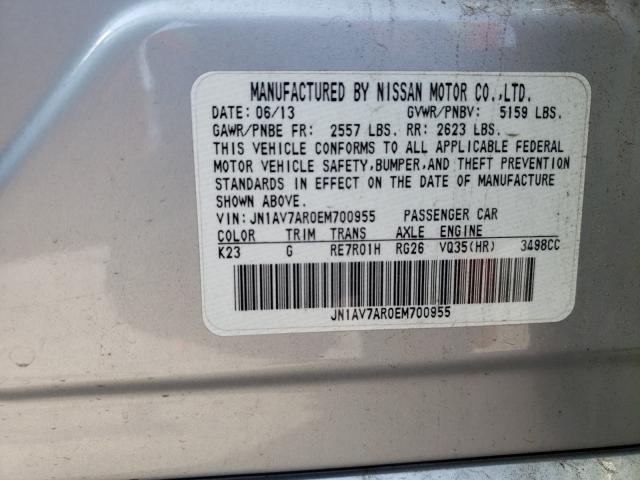 MANUFACTURED BY NISSAN MOTOR CO.,LTD.
DATE: 06/13 GVWR/PNBV: 5159 LBS.
GAWR/PNBE FR: 2557 LBS. RR: 2623 LBS.
THIS VEHICLE CONFORMS TO ALL APPLICABLE FEDERAL
MOTOR VEHICLE SAFETY,BUMPER,AND THEFT PREVENTION
STANDARDS IN EFFECT ON THE DATE OF MANUFACTURE
SHOWN ABOVE.
VIN: JN1AV7AR0EM700955 PASSENGER CAR
COLOR TRIM TRANS AXLE ENGINE
K23 G RE7R01H RG26 VQ35(HR) 3498CC
JN1AV7AR0EM700955